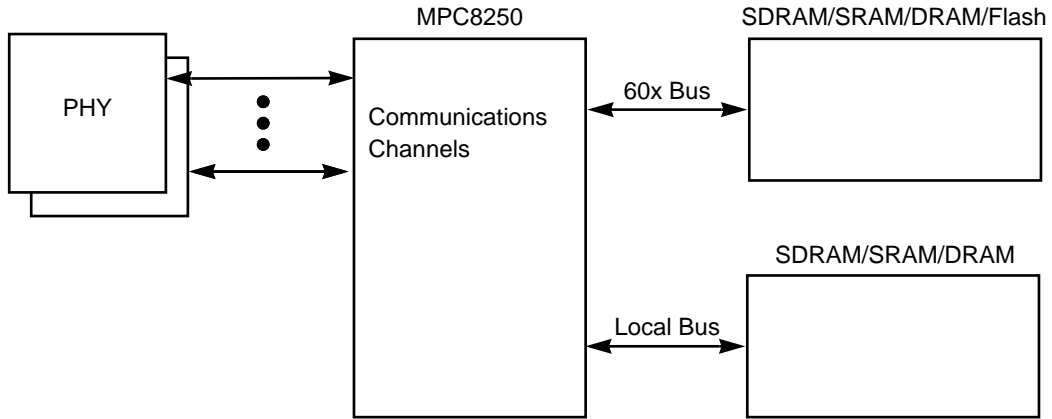 MPC8250
SDRAM/SRAM/DRAM/Flash
PHY
60x Bus
Communications
Channels
SDRAM/SRAM/DRAM
Local Bus